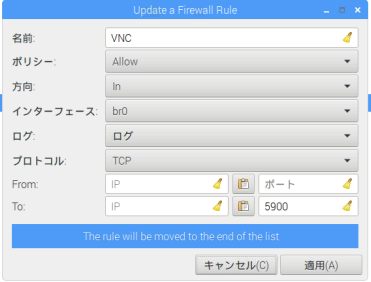 Update a Firewall Rule
名前: VNC
ポリシー: Allow
方向: In
インターフェース: br0
ログ: ログ
プロトコル: TCP
From: IP ポート
To: IP 5900
The rule will be moved to the end of the list
キャンセル(C) 適用(A)